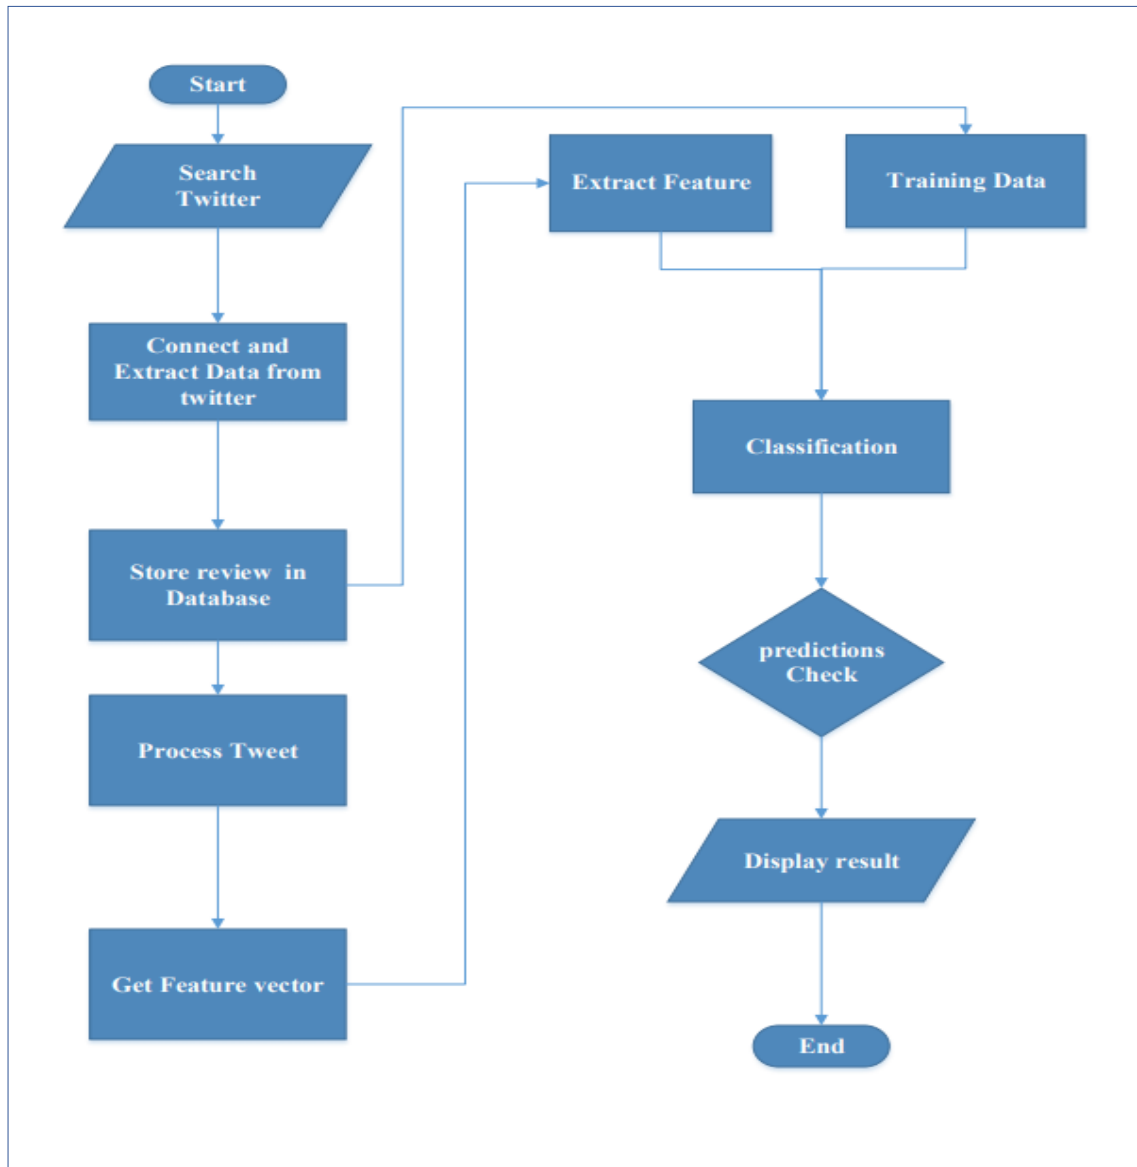 Start
Search
Twitter
Connect and
Extract Data from
twitter
Store review in
Database
Process Tweet
Get Feature vector
Extract Feature
Training Data
Classification
predictions
Check
Display result
End